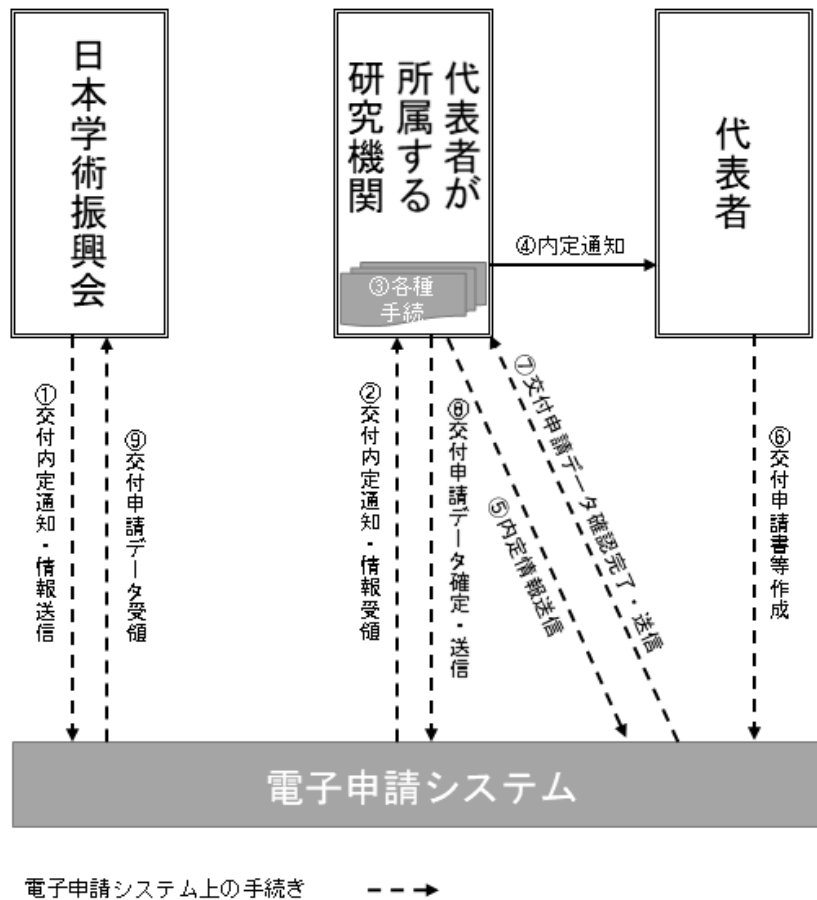 日本学術振興会
代表者が
所属する
研究機関
代表者
③各種
手続
④内定通知
①交付内定通知・情報送信
⑨交付申請データ受領
②交付内定通知・情報受領
⑧交付申請データ確定・送信
⑤内定情報送信
⑦交付申請データ確認完了・送信
⑥交付申請書等作成
電子申請システム
電子申請システム上の手続き